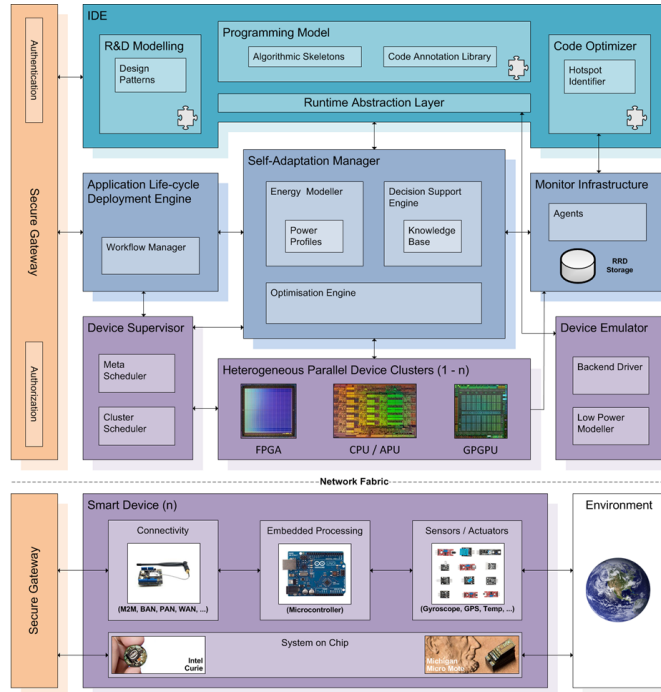 IDE
Authentication
Secure Gateway
Authorization
R&D Modelling
Design
Patterns
Programming Model
Algorithmic Skeletons
Code Annotation Library
Runtime Abstraction Layer
Code Optimizer
Hotspot
Identifier
Application Life-cycle
Deployment Engine
Workflow Manager
Self-Adaptation Manager
Energy Modeller
Power
Profiles
Decision Support
Engine
Knowledge
Base
Optimisation Engine
Monitor Infrastructure
Agents
RRD
Storage
Device Supervisor
Meta
Scheduler
Cluster
Scheduler
Heterogeneous Parallel Device Clusters (1 - n)
FPGA
CPU / APU
GPGPU
Device Emulator
Backend Driver
Low Power
Modeller
Network Fabric
Secure Gateway
Smart Device (n)
Connectivity
(M2M, BAN, PAN, WAN, ...)
Embedded Processing
(Microcontroller)
Sensors / Actuators
(Gyroscope, GPS, Temp, ...)
System on Chip
Intel
Curie
Michigan
Micro Mote
Environment